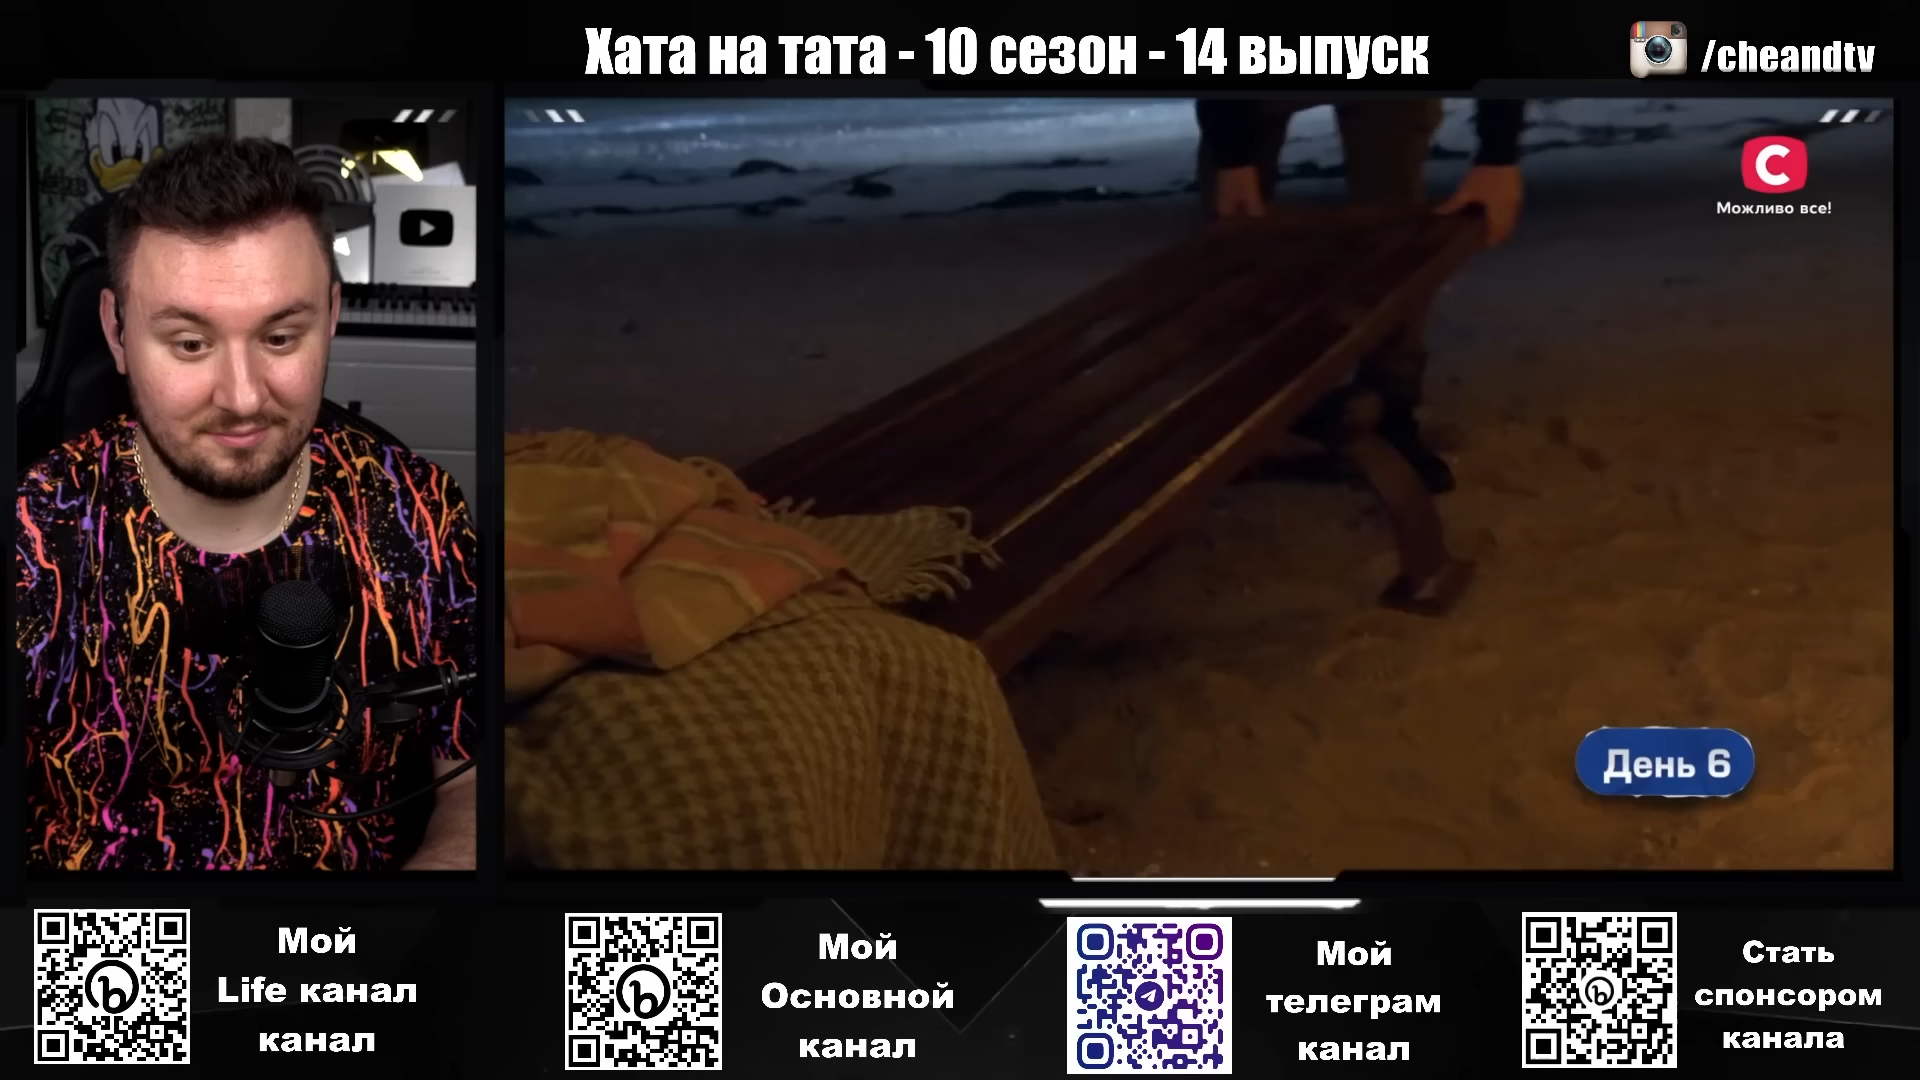 Хата на тата - 10 сезон - 14 выпуск
/cheandtv
С
Можливо все!
День 6
Мой
Life канал
канал
Мой
Основной
канал
Мой
телеграм
канал
Стать
спонсором
канала